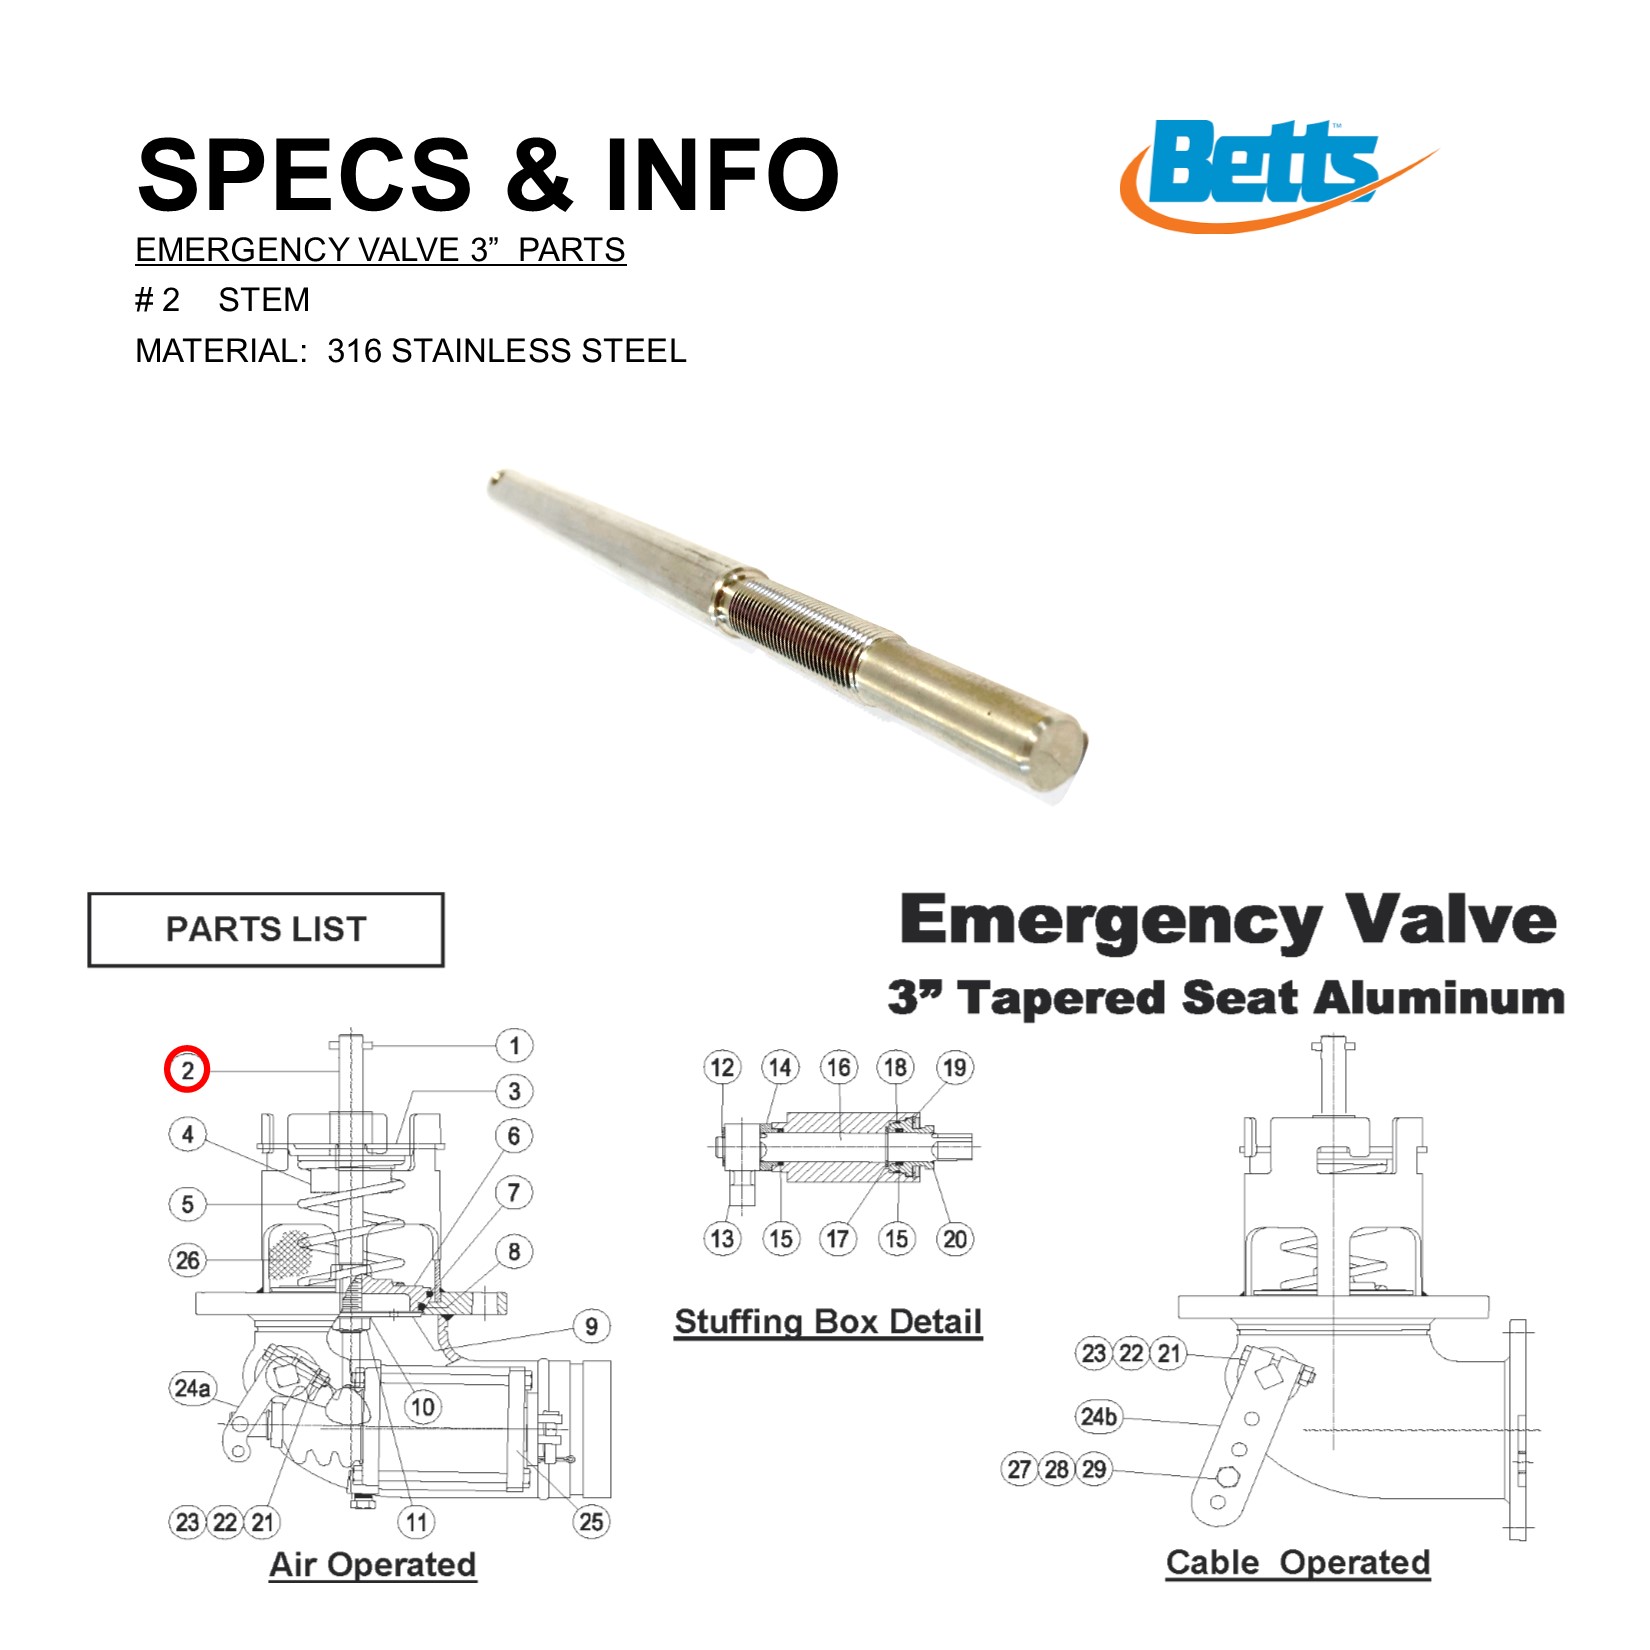 SPECS & INFO
Betts™
EMERGENCY VALVE 3” PARTS
# 2 STEM
MATERIAL: 316 STAINLESS STEEL
PARTS LIST
Emergency Valve
3” Tapered Seat Aluminum
1
2
3
4
6
5
7
26
8
9
24a
10
23 22 21
11
25
Air Operated
12 14 16 18 19
13 15 17 15 20
Stuffing Box Detail
23 22 21
24b
27 28 29
Cable Operated